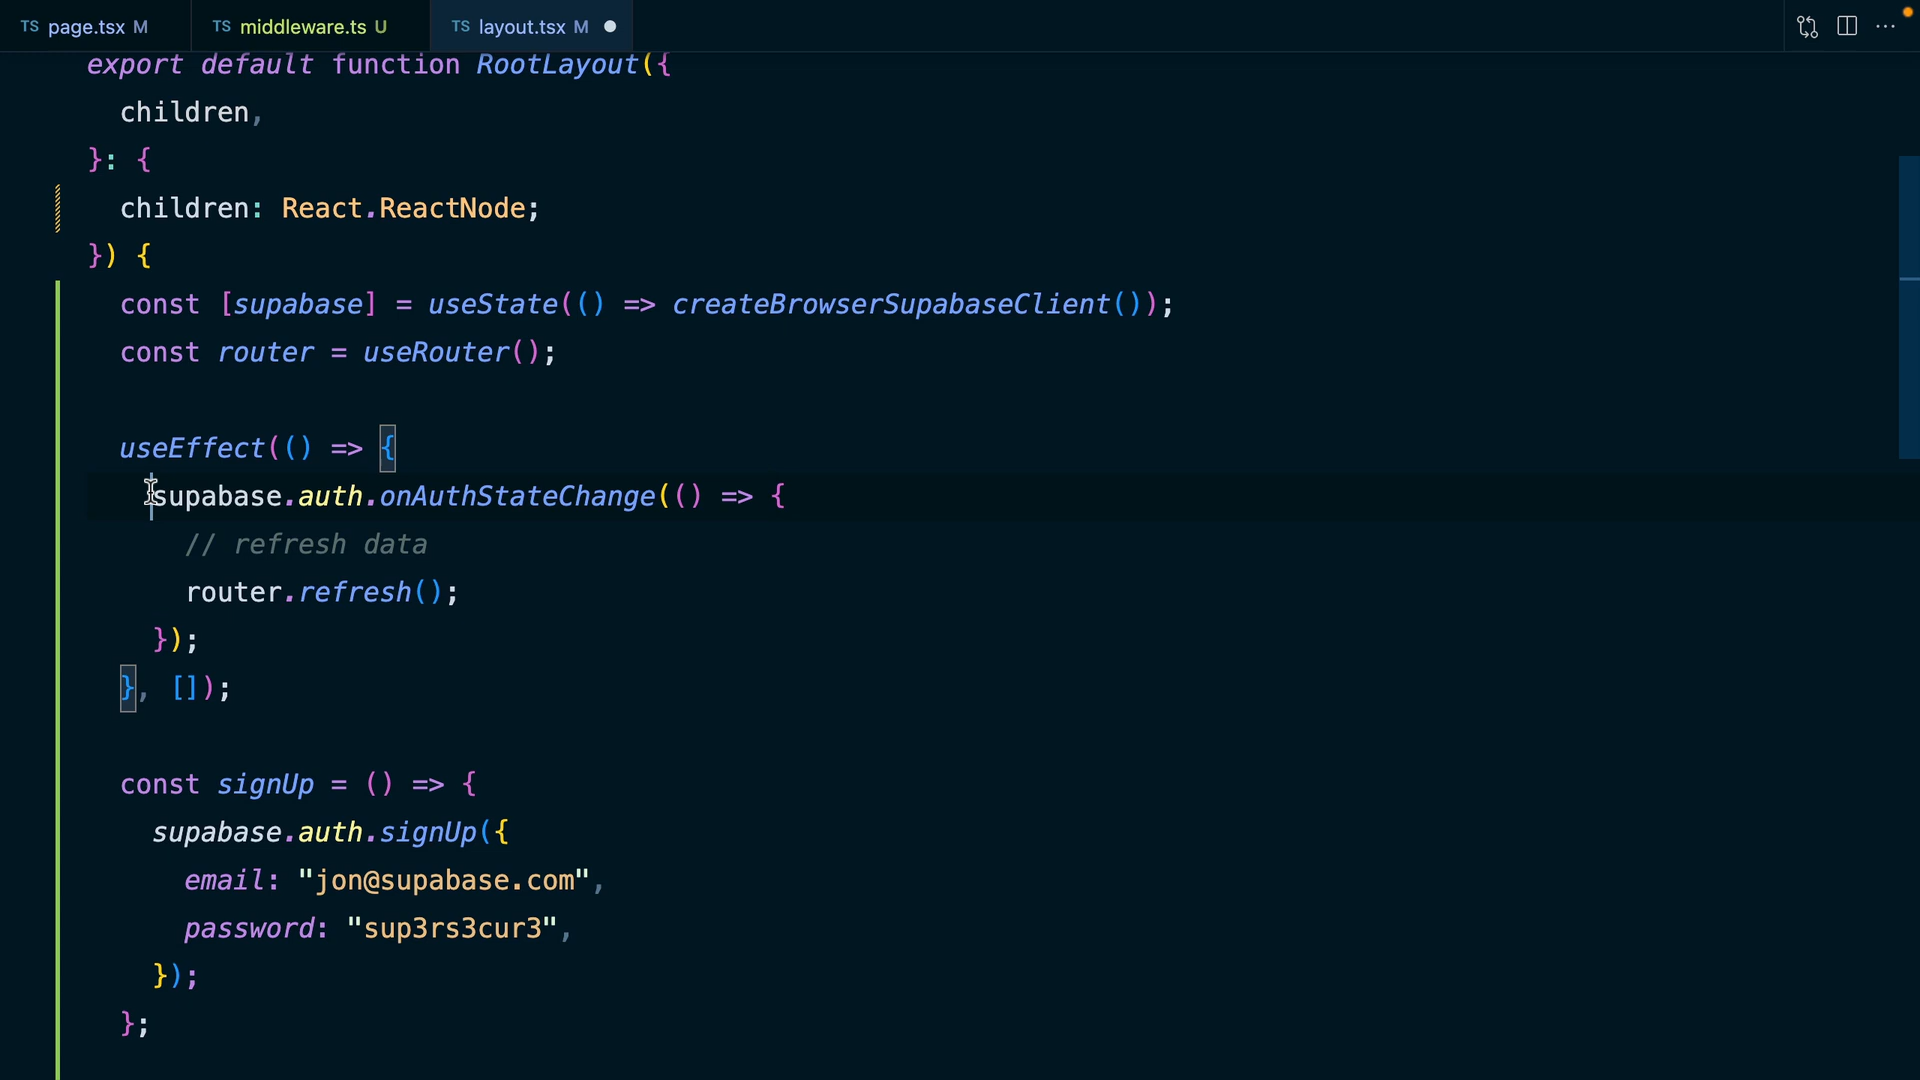 TS page.tsx M TS middleware.ts U TS layout.tsx M
export default function RootLayout({
children,
}: {
children: React.ReactNode;
}) {
const [supabase] = useState(() => createBrowserSupabaseClient());
const router = useRouter();
useEffect(() => {
supabase.auth.onAuthStateChange(() => {
// refresh data
router.refresh();
});
}, []);
const signUp = () => {
supabase.auth.signUp({
email: "jon@supabase.com",
password: "sup3rs3cur3",
});
};